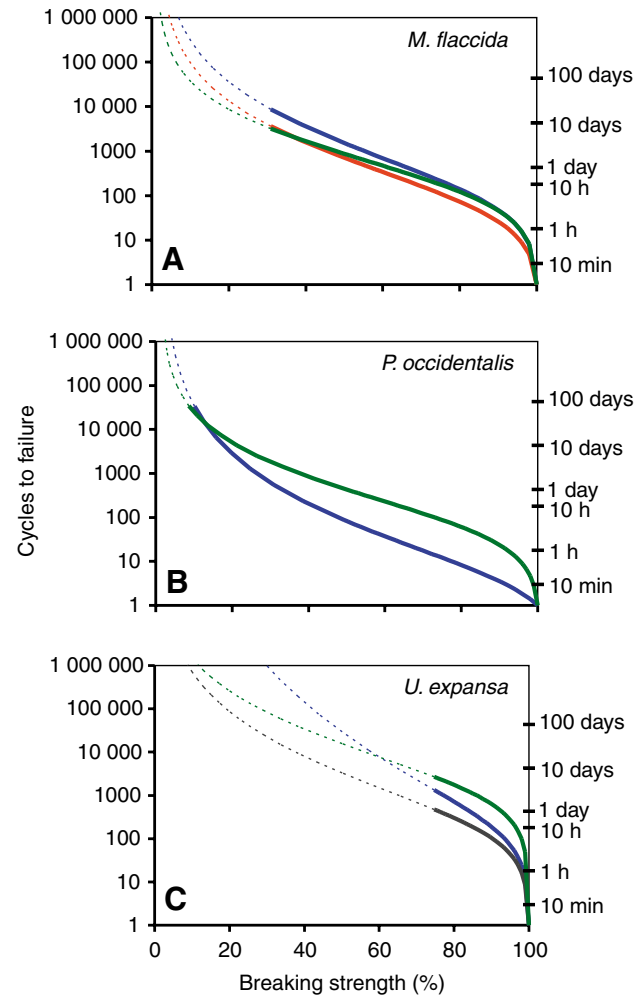 Cycles to failure
1 000 000
100 000
10 000
1000
100
10
1
M. flaccida
A
100 days
10 days
1 day
10 h
1 h
10 min
1 000 000
100 000
10 000
1000
100
10
1
P. occidentalis
B
100 days
10 days
1 day
10 h
1 h
10 min
1 000 000
100 000
10 000
1000
100
10
1
U. expansa
C
100 days
10 days
1 day
10 h
1 h
10 min
0 20 40 60 80 100
Breaking strength (%)